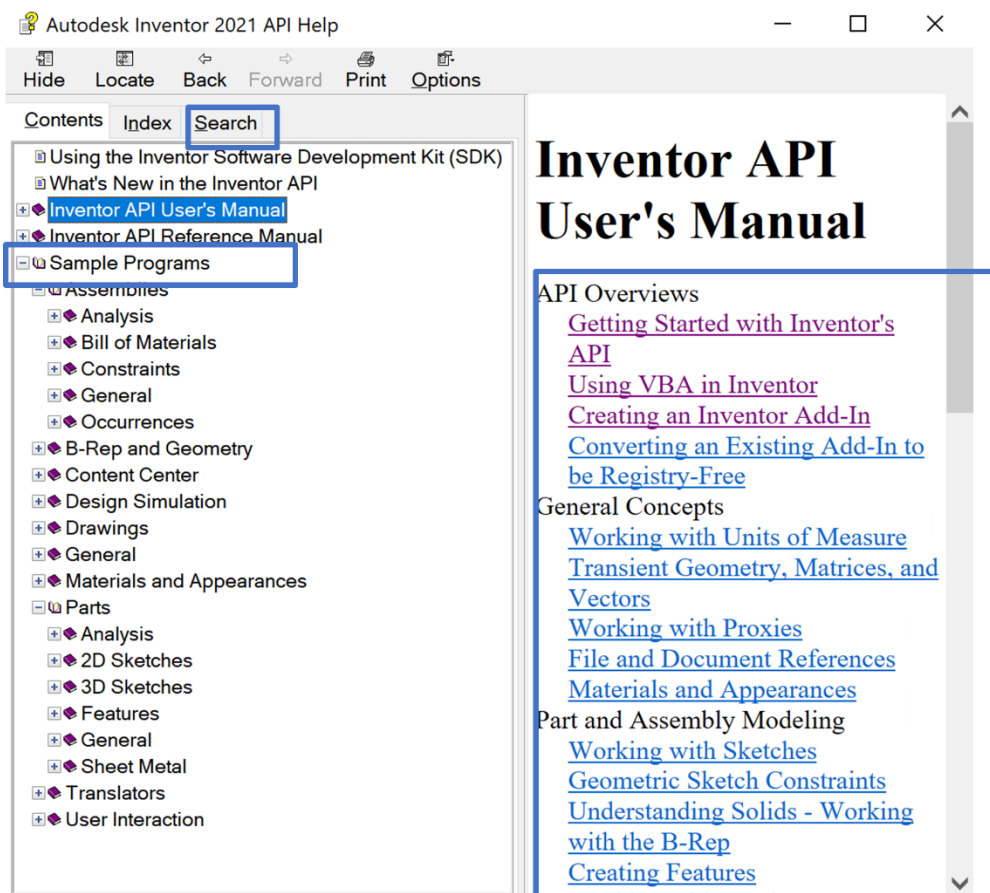 Autodesk Inventor 2021 API Help
Hide Locate Back Forward Print Options
Contents Index Search
Using the Inventor Software Development Kit (SDK)
What's New in the Inventor API
Inventor API User's Manual
Inventor API Reference Manual
Sample Programs
Assemblies
Analysis
Bill of Materials
Constraints
General
Occurrences
B-Rep and Geometry
Content Center
Design Simulation
Drawings
General
Materials and Appearances
Parts
Analysis
2D Sketches
3D Sketches
Features
General
Sheet Metal
Translators
User Interaction
Inventor API
User's Manual
API Overviews
Getting Started with Inventor's
API
Using VBA in Inventor
Creating an Inventor Add-In
Converting an Existing Add-In to
be Registry-Free
General Concepts
Working with Units of Measure
Transient Geometry, Matrices, and
Vectors
Working with Proxies
File and Document References
Materials and Appearances
Part and Assembly Modeling
Working with Sketches
Geometric Sketch Constraints
Understanding Solids - Working
with the B-Rep
Creating Features